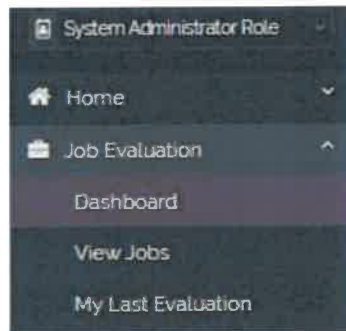 System Administrator Role
Home
Job Evaluation
Dashboard
View Jobs
My Last Evaluation